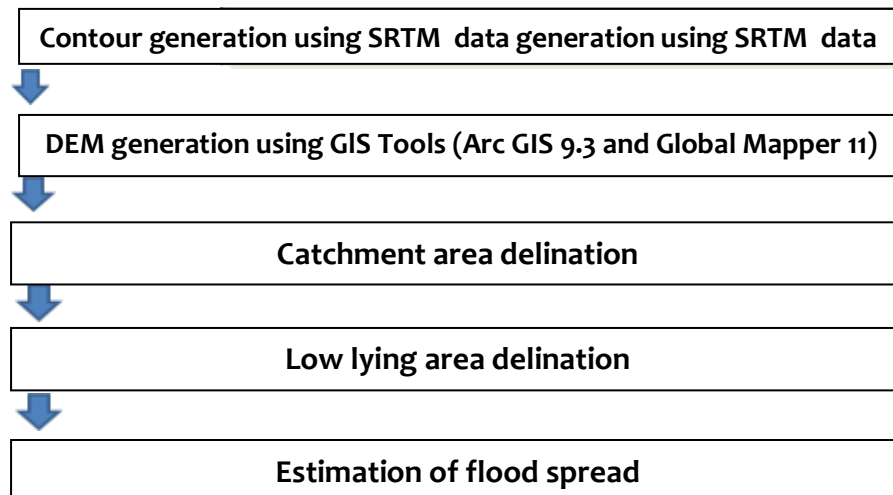 Contour generation using SRTM data generation using SRTM data
DEM generation using GIS Tools (Arc GIS 9.3 and Global Mapper 11)
Catchment area delination
Low lying area delination
Estimation of flood spread